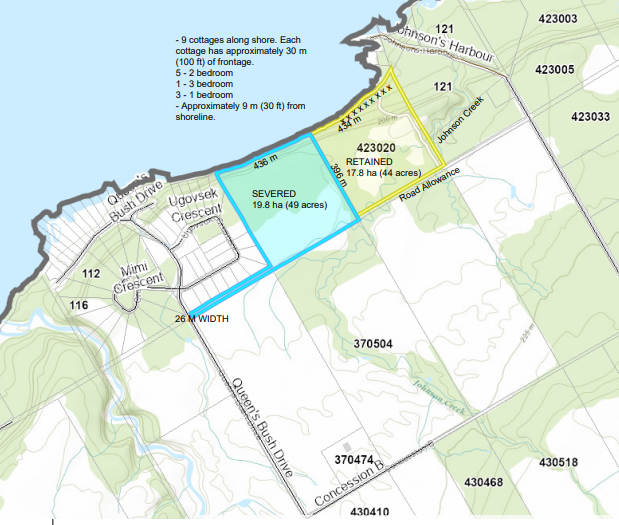 - 9 cottages along shore. Each
cottage has approximately 30 m
(100 ft) of frontage.
5 - 2 bedroom
1 - 3 bedroom
3 - 1 bedroom
- Approximately 9 m (30 ft) from
shoreline.
121
423003
Johnson's Harbour
423005
121
423033
Johnson Creek
x x x x x x x x x
434 m
200 m
423020
RETAINED
17.8 ha (44 acres)
436 m
396 m
SEVERED
19.8 ha (49 acres)
Road Allowance
Queen's
Bush Drive
Ugovsek
Crescent
112
Mimi
Crescent
116
26 M WIDTH
370504
225 m
Johnson Creek
Queen's Bush Drive
370474
Concession B
430518
430468
430410